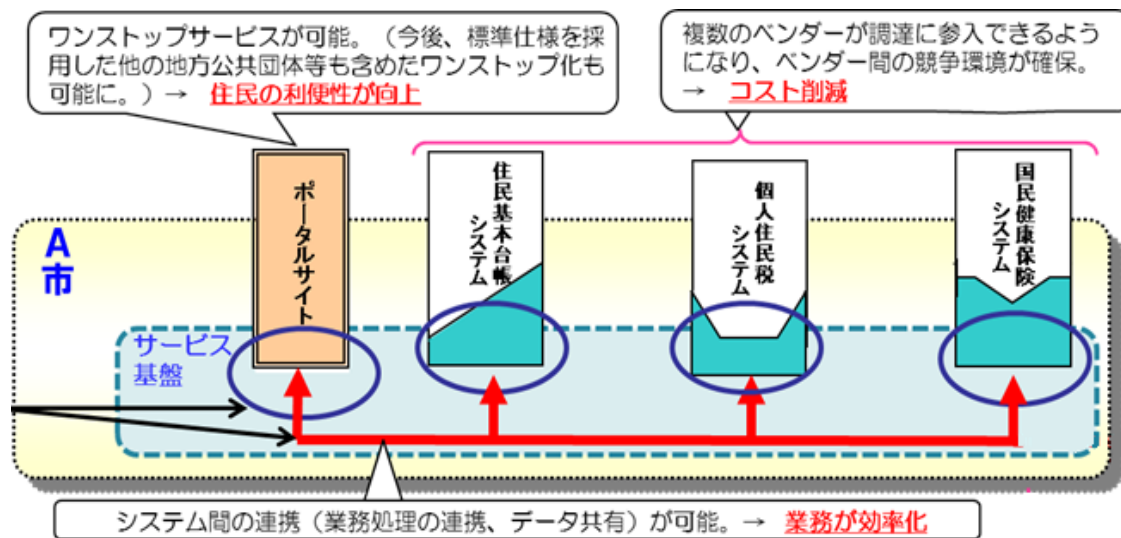 ワンストップサービスが可能。（今後、標準仕様を採
用した他の地方公共団体等も含めたワンストップ化も
可能に。）→ 住民の利便性が向上
複数のベンダーが調達に参入できるよう
になり、ベンダー間の競争環境が確保。
→ コスト削減
A市
ポータルサイト
住民基本台帳
システム
個人住民税
システム
国民健康保険
システム
サービス
基盤
システム間の連携（業務処理の連携、データ共有）が可能。→ 業務が効率化